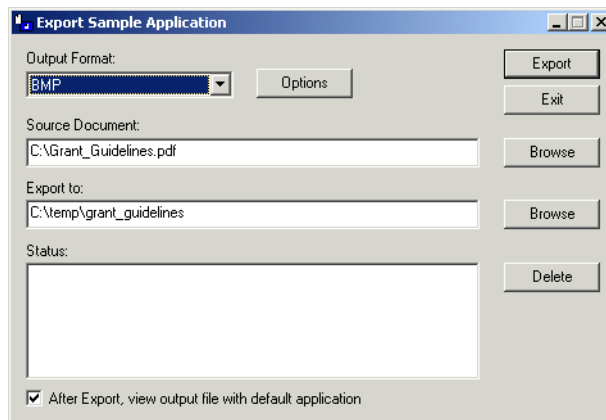 Export Sample Application
Output Format:
BMP
Options
Export
Exit
Source Document:
C:\Grant_Guidelines.pdf
Browse
Export to:
C:\temp\grant_guidelines
Browse
Status:
Delete
After Export, view output file with default application